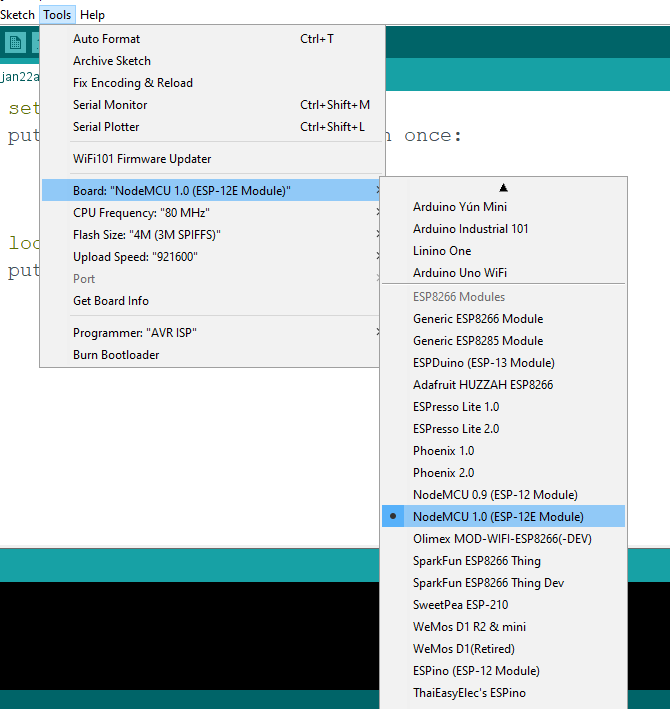 Sketch Tools Help
Auto Format Ctrl+T
Archive Sketch
Fix Encoding & Reload
Serial Monitor Ctrl+Shift+M
Serial Plotter Ctrl+Shift+L
WiFi101 Firmware Updater
Board: "NodeMCU 1.0 (ESP-12E Module)"
CPU Frequency: "80 MHz"
Flash Size: "4M (3M SPIFFS)"
Upload Speed: "921600"
Port
Get Board Info
Programmer: "AVR ISP"
Burn Bootloader
jan22a
set
put
n once:
loo
put
Arduino Yún Mini
Arduino Industrial 101
Linino One
Arduino Uno WiFi
ESP8266 Modules
Generic ESP8266 Module
Generic ESP8285 Module
ESPDuino (ESP-13 Module)
Adafruit HUZZAH ESP8266
ESPresso Lite 1.0
ESPresso Lite 2.0
Phoenix 1.0
Phoenix 2.0
NodeMCU 0.9 (ESP-12 Module)
NodeMCU 1.0 (ESP-12E Module)
Olimex MOD-WIFI-ESP8266(-DEV)
SparkFun ESP8266 Thing
SparkFun ESP8266 Thing Dev
SweetPea ESP-210
WeMos D1 R2 & mini
WeMos D1(Retired)
ESPino (ESP-12 Module)
ThaiEasyElec's ESPino